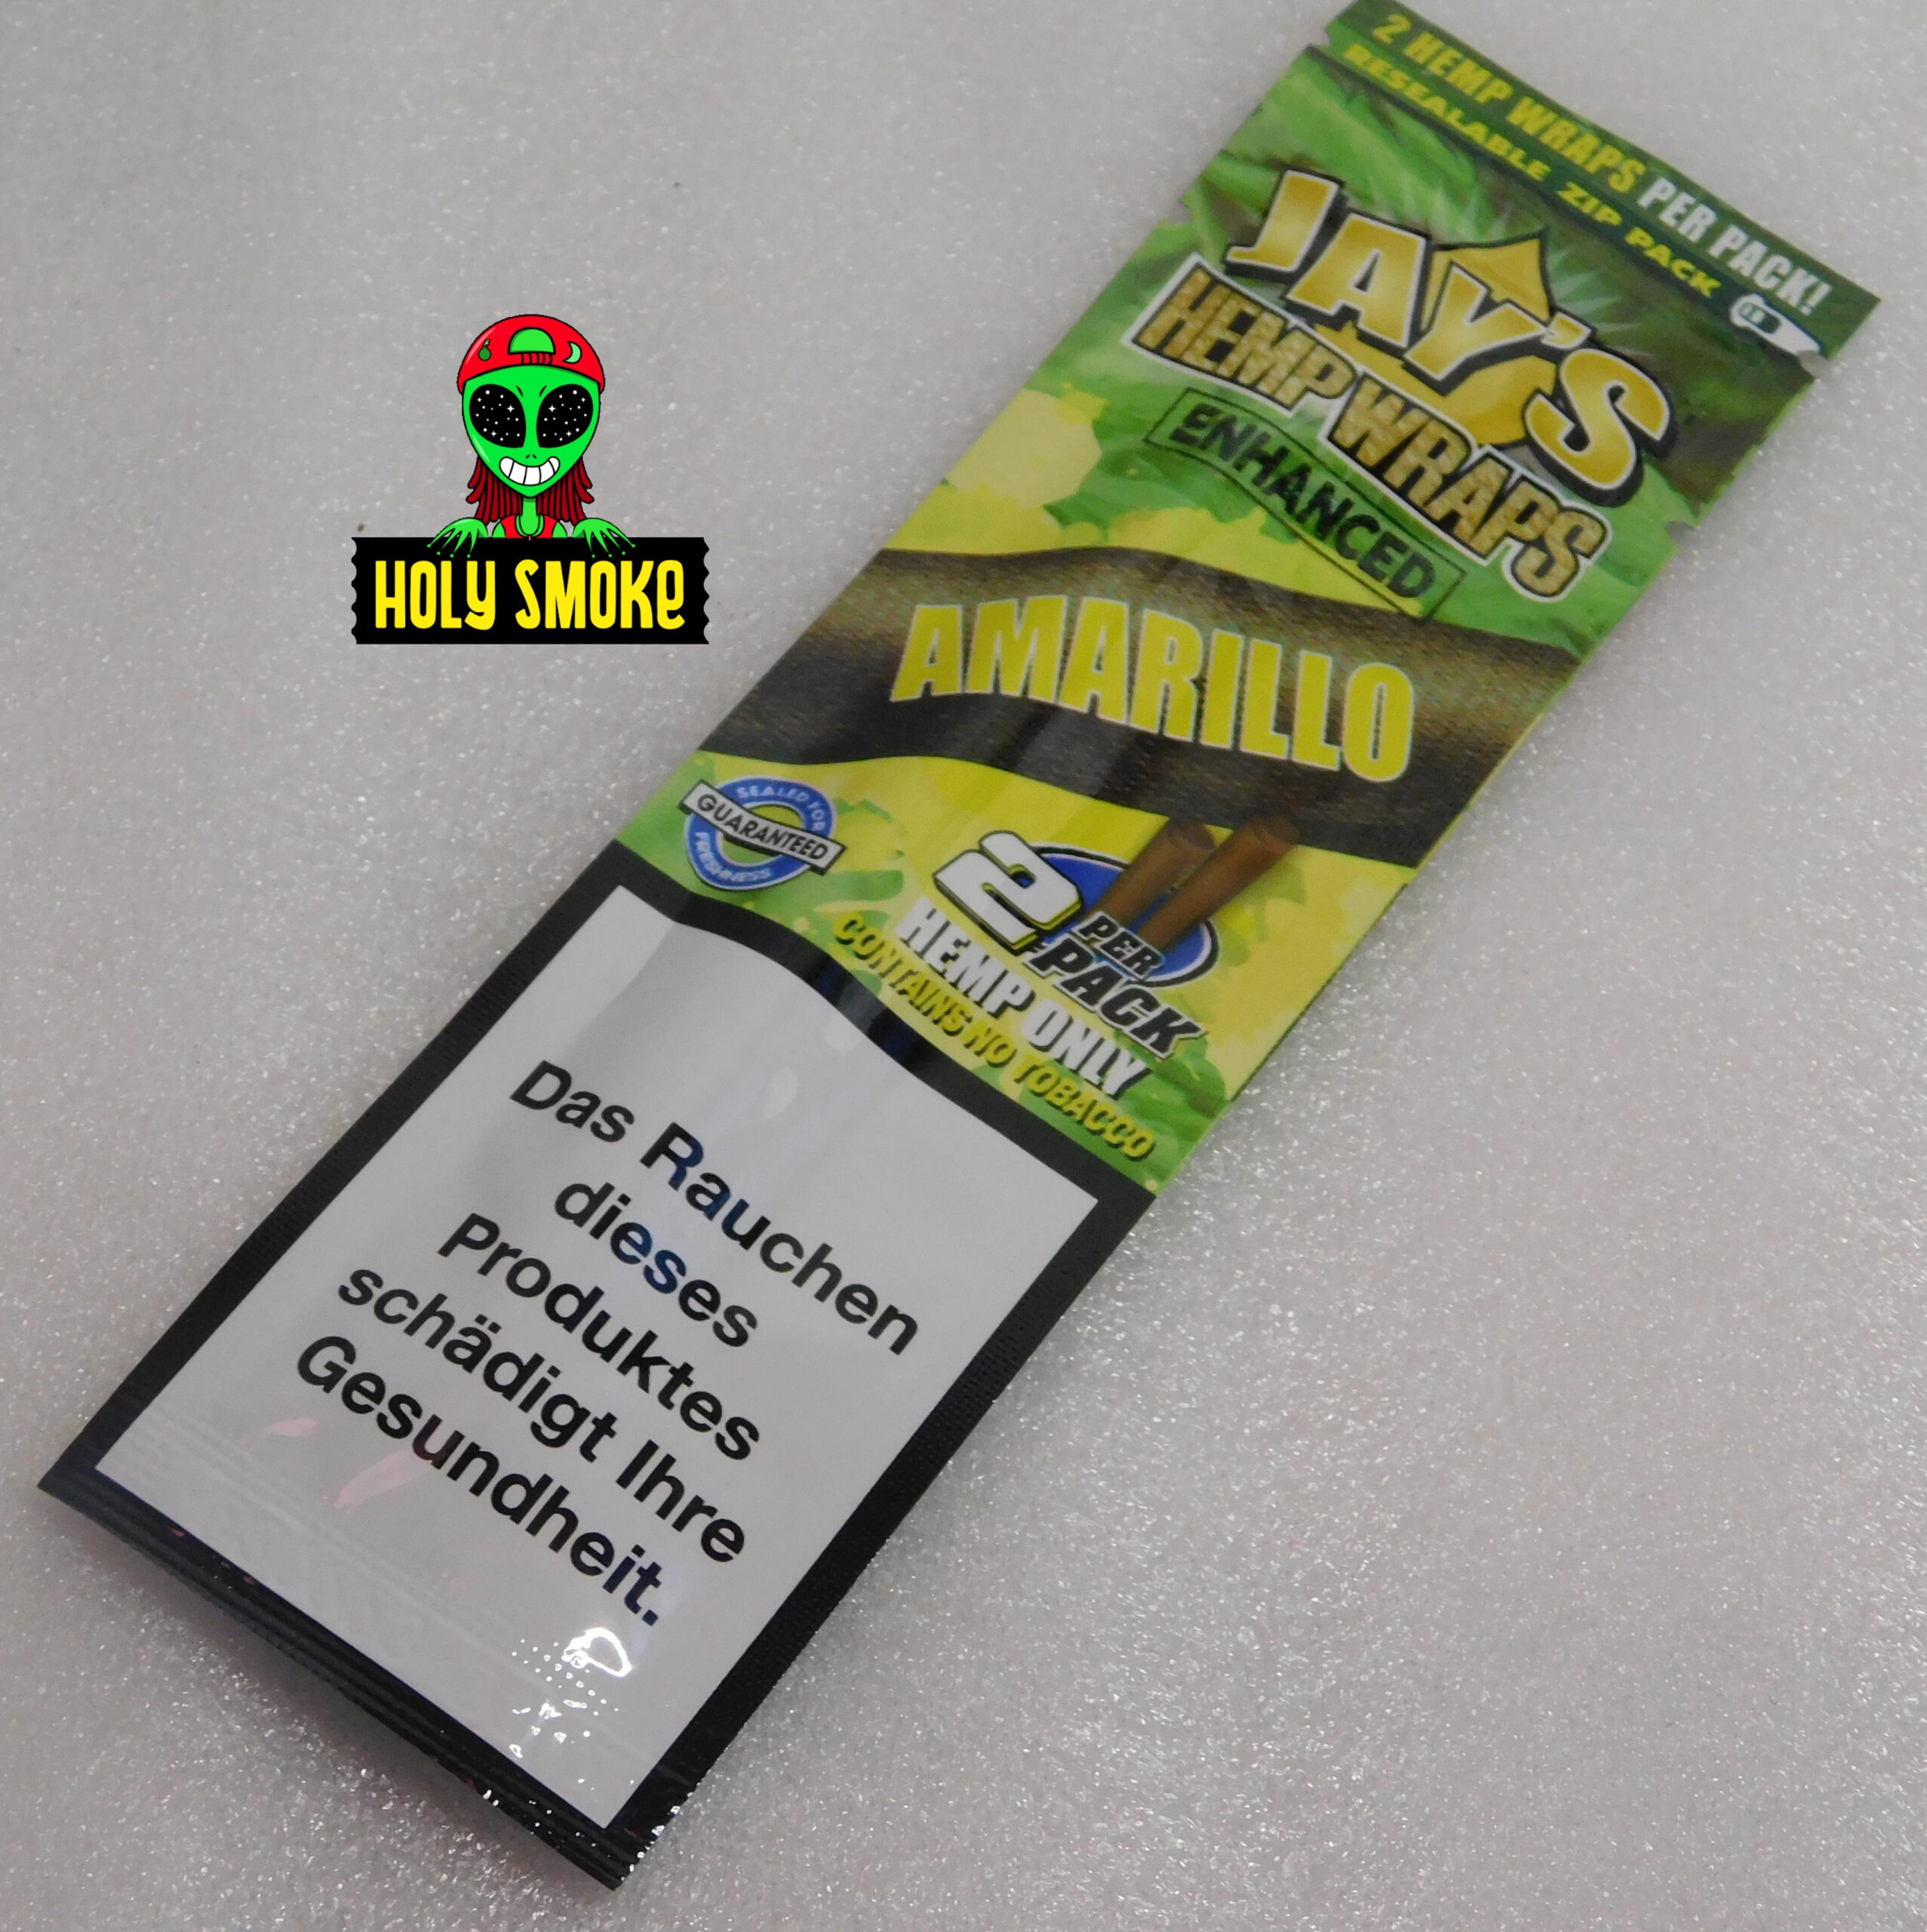 2 HEMP WRAPS PER PACK!
RESEALABLE ZIP PACK
JAY'S
HEMP WRAPS
ENHANCED
AMARILLO
SEALED FOR
GUARANTEED
FRESHNESS
2 PER
PACK
HEMP ONLY
CONTAINS NO TOBACCO
Das Rauchen
dieses
Produktes
schädigt Ihre
Gesundheit.
HOLY SMOKe